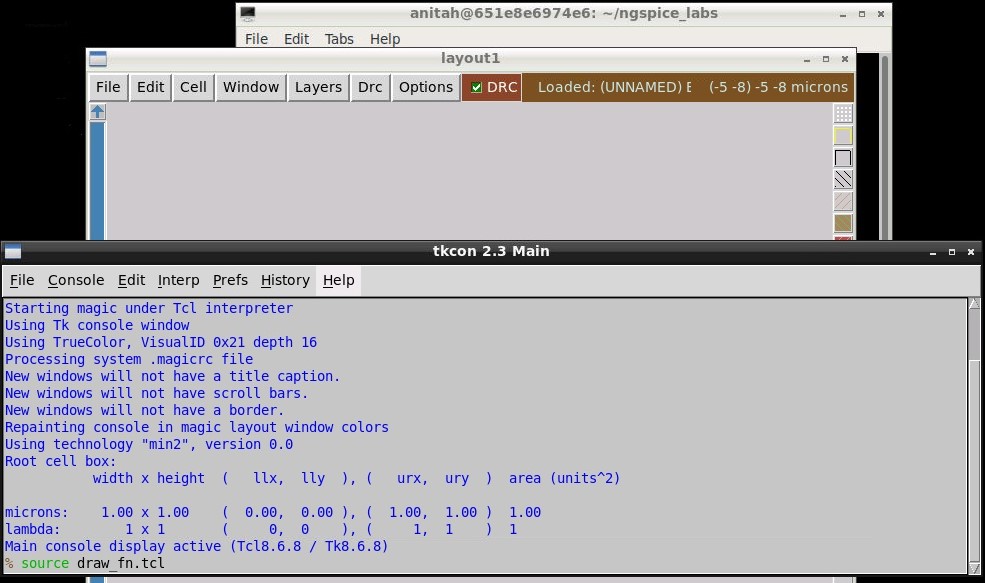 anitah@651e8e6974e6: ~/ngspice_labs
File Edit Tabs Help
layout1
File Edit Cell Window Layers Drc Options DRC Loaded: (UNNAMED) E (-5 -8) -5 -8 microns
tkcon 2.3 Main
File Console Edit Interp Prefs History Help
Starting magic under Tcl interpreter
Using Tk console window
Using TrueColor, VisualID 0x21 depth 16
Processing system .magicrc file
New windows will not have a title caption.
New windows will not have scroll bars.
New windows will not have a border.
Repainting console in magic layout window colors
Using technology "min2", version 0.0
Root cell box:
width x height ( llx, lly ), ( urx, ury ) area (units^2)
microns: 1.00 x 1.00 ( 0.00, 0.00 ), ( 1.00, 1.00 ) 1.00
lambda: 1 x 1 ( 0, 0 ), ( 1, 1 ) 1
Main console display active (Tcl8.6.8 / Tk8.6.8)
% source draw_fn.tcl